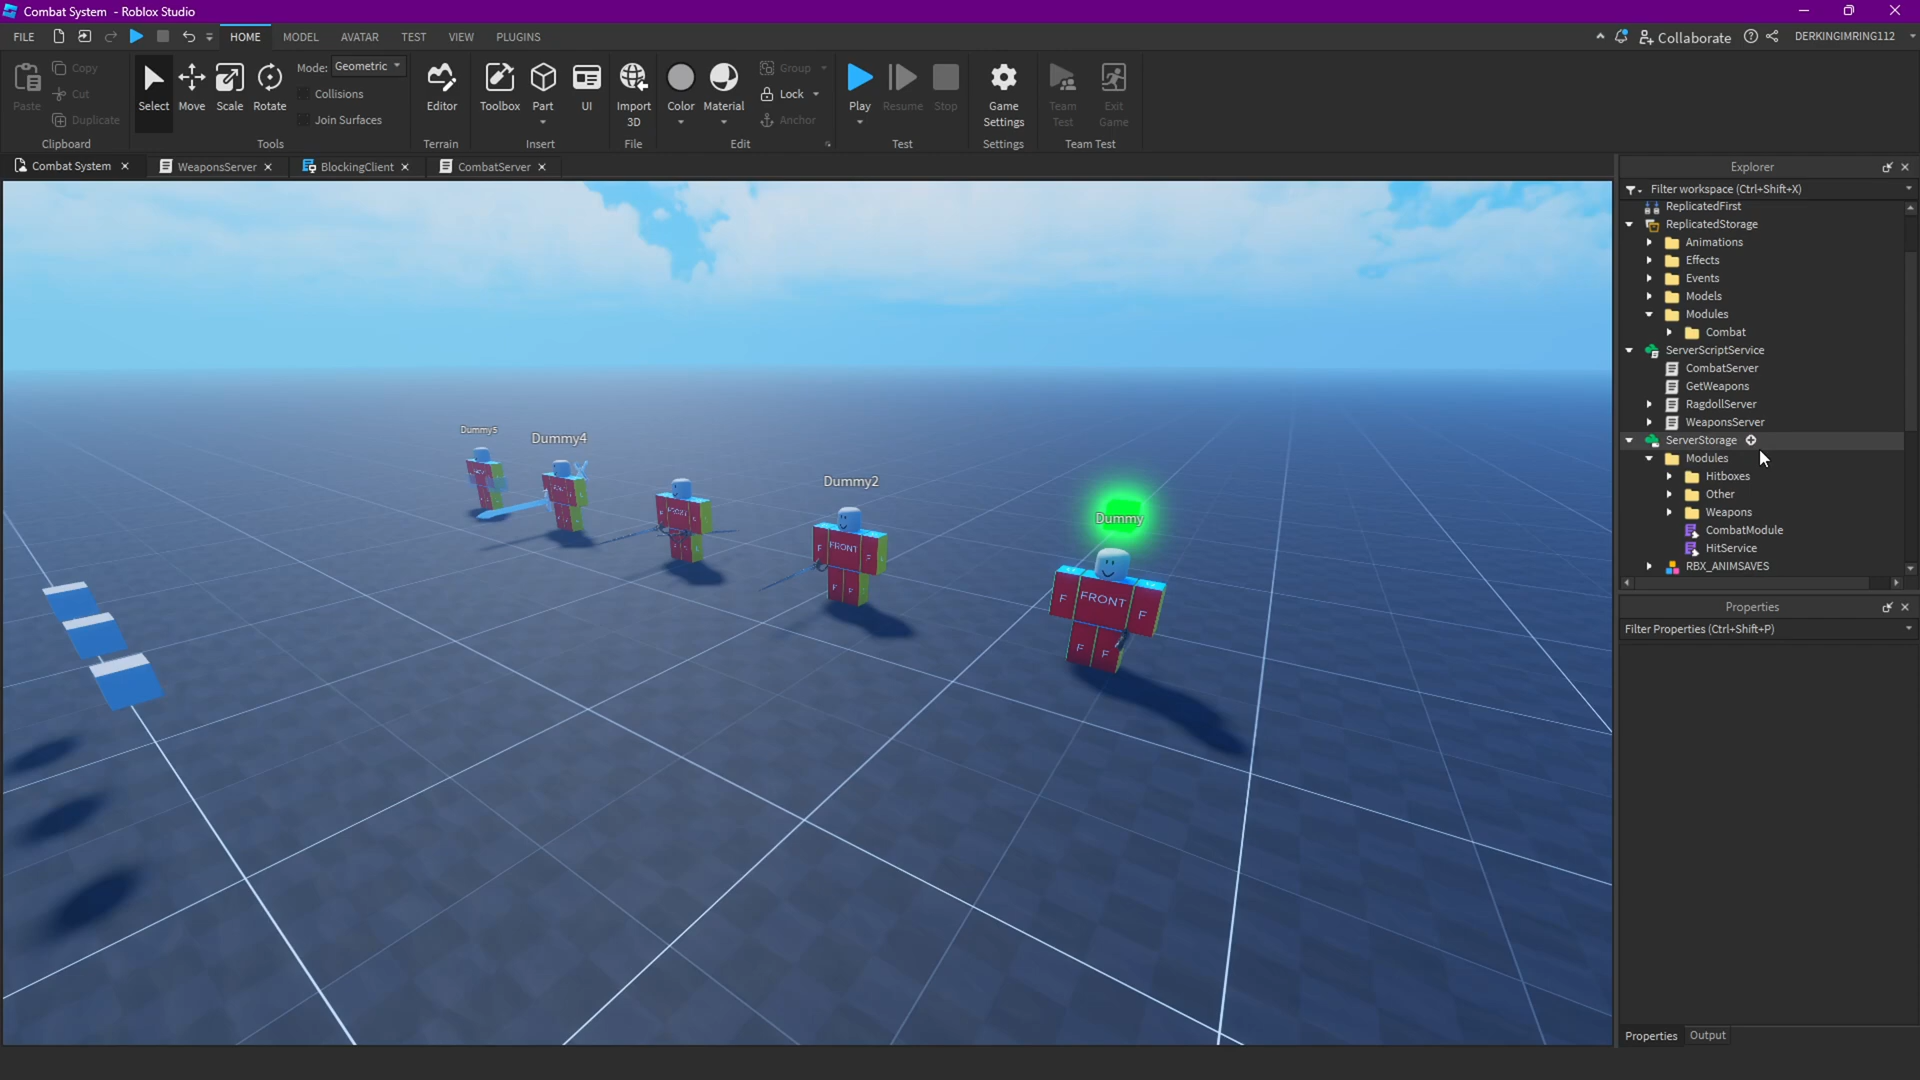 Combat System - Roblox Studio
FILE HOME MODEL AVATAR TEST VIEW PLUGINS Collaborate DERKINGIMRING112
Paste
Copy
Cut
Duplicate
Clipboard
Select Move Scale Rotate
Mode: Geometric
Collisions
Join Surfaces
Tools
Editor
Terrain
Toolbox Part UI
Insert
Import
3D
File
Color Material
Group
Lock
Anchor
Edit
Play Resume Stop
Test
Game
Settings
Settings
Team
Test
Exit
Game
Team Test
Combat System WeaponsServer BlockingClient CombatServer
Dummy5
Dummy4
Dummy2
Dummy
FRONT
F F
F F
FRONT
F F
F F
FRONT
Explorer
Filter workspace (Ctrl+Shift+X)
ReplicatedFirst
ReplicatedStorage
Animations
Effects
Events
Models
Modules
Combat
ServerScriptService
CombatServer
GetWeapons
RagdollServer
WeaponsServer
ServerStorage
Modules
Hitboxes
Other
Weapons
CombatModule
HitService
RBX_ANIMSAVES
Properties
Filter Properties (Ctrl+Shift+P)
Properties Output